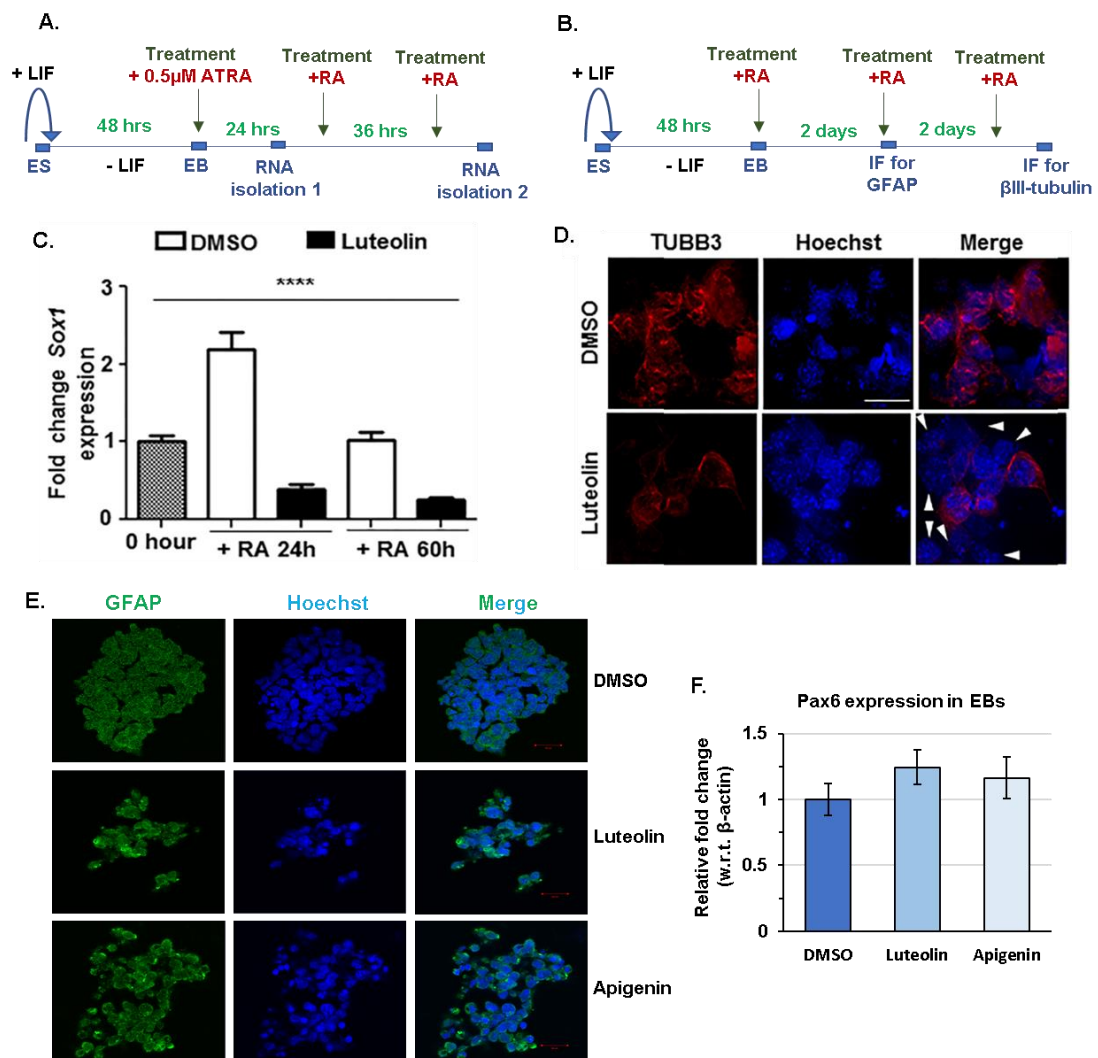 A.
Treatment
+ 0.5μM ATRA
Treatment
+RA
Treatment
+RA
+ LIF
48 hrs
24 hrs
36 hrs
ES
- LIF
EB
RNA
isolation 1
RNA
isolation 2
B.
Treatment
+RA
Treatment
+RA
Treatment
+RA
+ LIF
48 hrs
2 days
2 days
ES
- LIF
EB
IF for
GFAP
IF for
βIII-tubulin
C.
DMSO
Luteolin
Fold change Sox1
expression
3
2
1
0
****
0 hour
+ RA 24h
+ RA 60h
D.
TUBB3
Hoechst
Merge
DMSO
Luteolin
E.
GFAP
Hoechst
Merge
DMSO
Luteolin
Apigenin
F.
Pax6 expression in EBs
Relative fold change
(w.r.t. β-actin)
1.5
1
0.5
0
DMSO
Luteolin
Apigenin